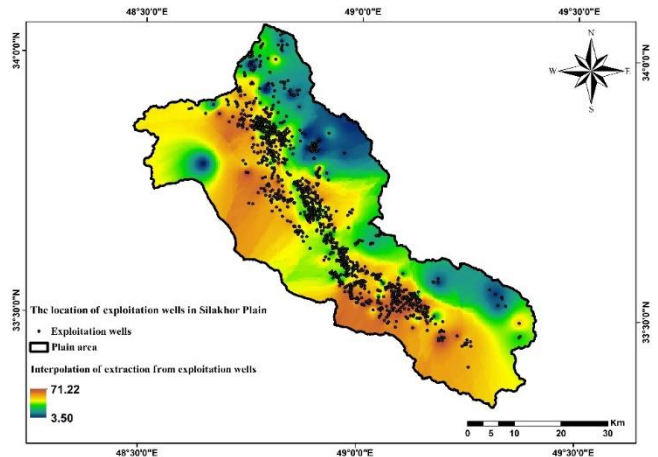 48°30'0"E 49°0'0"E 49°30'0"E
34°0'0"N 34°0'0"N
N
W E
S
33°30'0"N 33°30'0"N
The location of exploitation wells in Silakhor Plain
Exploitation wells
Plain area
Interpolation of extraction from exploitation wells
71.22
3.50
Km
0 3 5 10 20 30
48°30'0"E 49°0'0"E 49°30'0"E